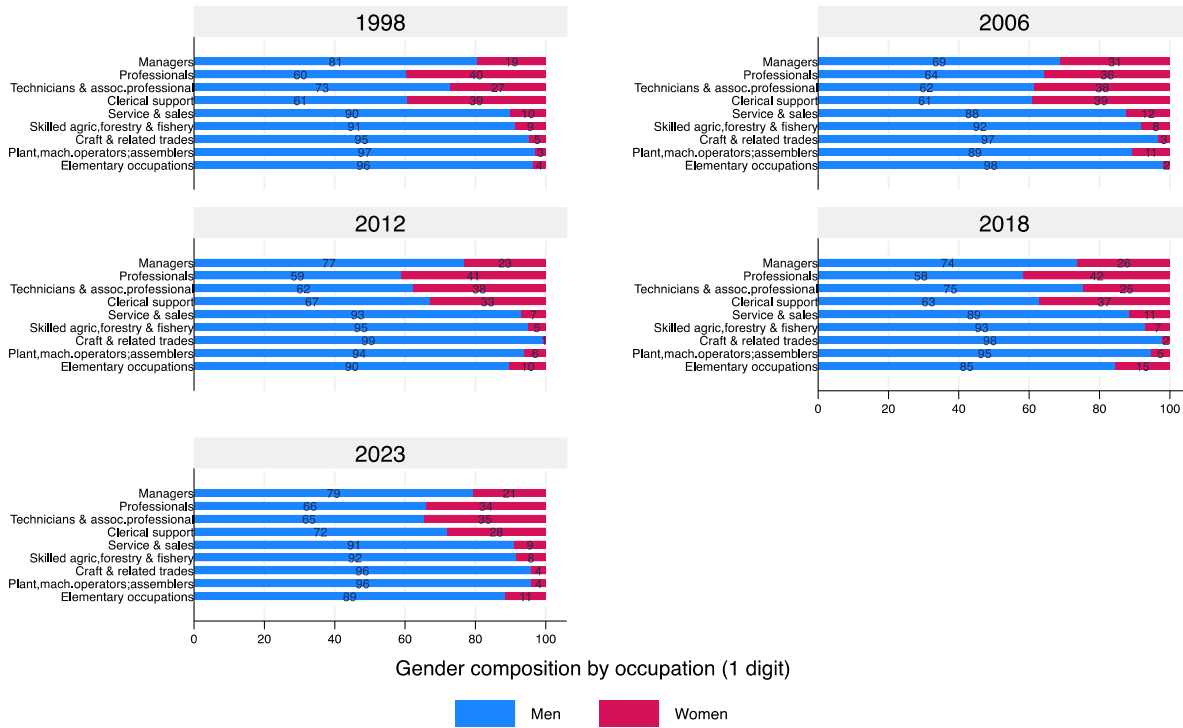 1998
Managers 81 19
Professionals 60 40
Technicians & assoc.professional 73 27
Clerical support 61 39
Service & sales 90 10
Skilled agric,forestry & fishery 91 9
Craft & related trades 95 5
Plant,mach.operators;assemblers 97 3
Elementary occupations 96 4
2006
Managers 69 31
Professionals 64 36
Technicians & assoc.professional 62 38
Clerical support 61 39
Service & sales 88 12
Skilled agric,forestry & fishery 92 8
Craft & related trades 97 3
Plant,mach.operators;assemblers 89 11
Elementary occupations 98 2
2012
Managers 77 23
Professionals 59 41
Technicians & assoc.professional 62 38
Clerical support 67 33
Service & sales 93 7
Skilled agric,forestry & fishery 95 5
Craft & related trades 99 1
Plant,mach.operators;assemblers 94 6
Elementary occupations 90 10
2018
Managers 74 26
Professionals 58 42
Technicians & assoc.professional 75 25
Clerical support 63 37
Service & sales 89 11
Skilled agric,forestry & fishery 93 7
Craft & related trades 98 2
Plant,mach.operators;assemblers 95 5
Elementary occupations 85 15
0 20 40 60 80 100
2023
Managers 79 21
Professionals 66 34
Technicians & assoc.professional 65 35
Clerical support 72 28
Service & sales 91 9
Skilled agric,forestry & fishery 92 8
Craft & related trades 96 4
Plant,mach.operators;assemblers 96 4
Elementary occupations 89 11
0 20 40 60 80 100
Gender composition by occupation (1 digit)
Men Women